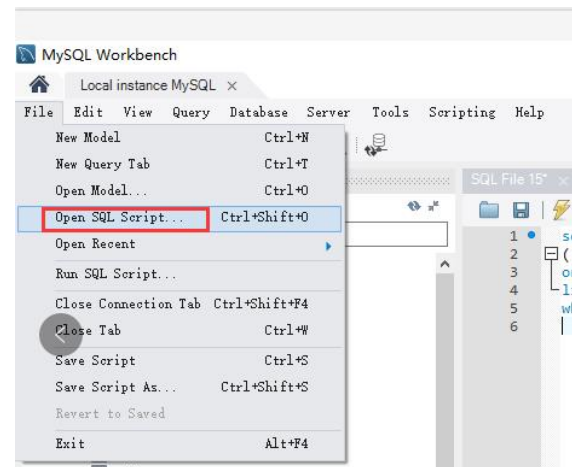 MySQL Workbench
Local instance MySQL ×
File Edit View Query Database Server Tools Scripting Help
New Model Ctrl+N
New Query Tab Ctrl+T
Open Model... Ctrl+O
Open SQL Script... Ctrl+Shift+O
Open Recent
Run SQL Script...
Close Connection Tab Ctrl+Shift+F4
Close Tab Ctrl+W
Save Script Ctrl+S
Save Script As... Ctrl+Shift+S
Revert to Saved
Exit Alt+F4
SQL File 15* ×
1
2 (
3
4
5
6